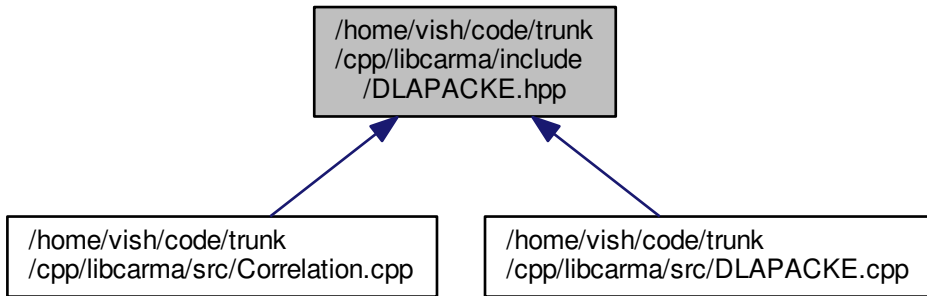 /home/vish/code/trunk
/cpp/libcarma/include
/DLAPACKE.hpp
/home/vish/code/trunk
/cpp/libcarma/src/Correlation.cpp
/home/vish/code/trunk
/cpp/libcarma/src/DLAPACKE.cpp